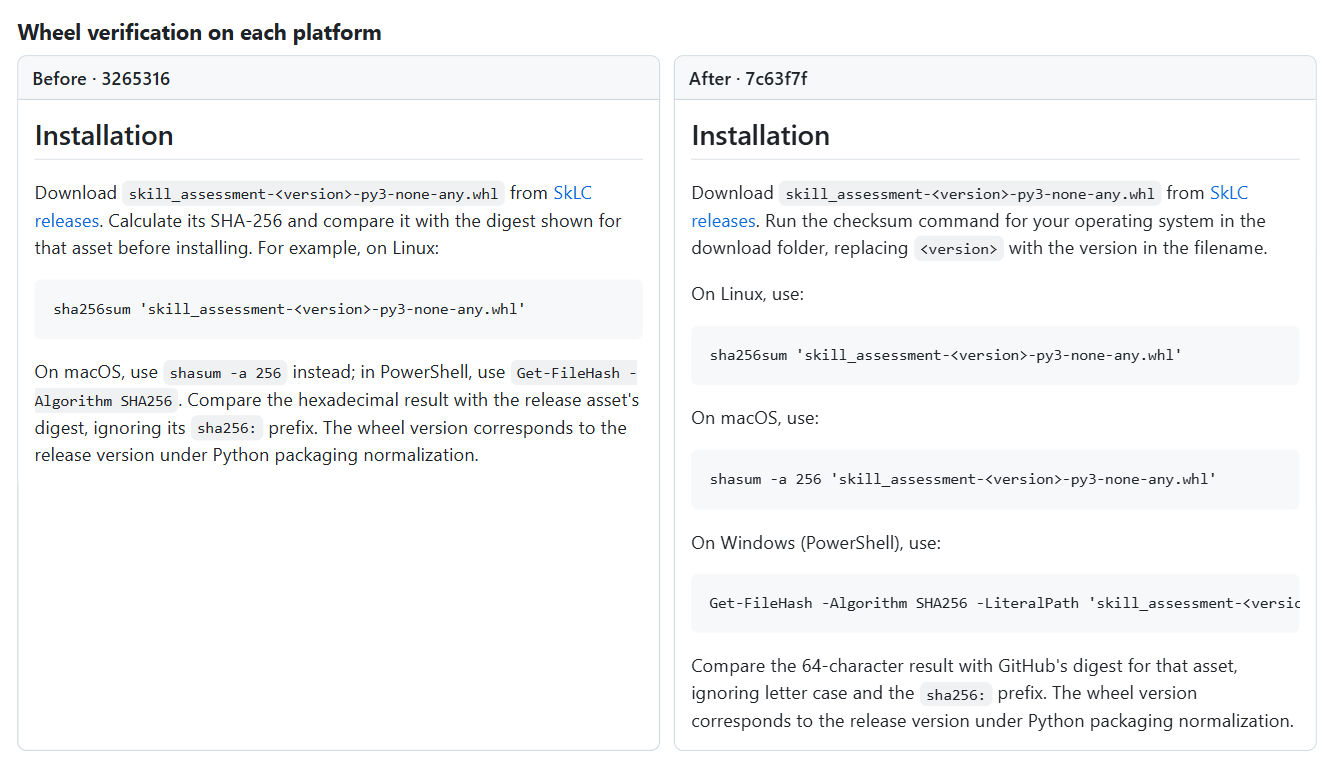 Wheel verification on each platform
Before · 3265316
Installation
Download skill_assessment-<version>-py3-none-any.whl from SkLC
releases. Calculate its SHA-256 and compare it with the digest shown for
that asset before installing. For example, on Linux:
sha256sum 'skill_assessment-<version>-py3-none-any.whl'
On macOS, use shasum -a 256 instead; in PowerShell, use Get-FileHash -
Algorithm SHA256. Compare the hexadecimal result with the release asset's
digest, ignoring its sha256: prefix. The wheel version corresponds to the
release version under Python packaging normalization.
After · 7c63f7f
Installation
Download skill_assessment-<version>-py3-none-any.whl from SkLC
releases. Run the checksum command for your operating system in the
download folder, replacing <version> with the version in the filename.
On Linux, use:
sha256sum 'skill_assessment-<version>-py3-none-any.whl'
On macOS, use:
shasum -a 256 'skill_assessment-<version>-py3-none-any.whl'
On Windows (PowerShell), use:
Get-FileHash -Algorithm SHA256 -LiteralPath 'skill_assessment-<versio
Compare the 64-character result with GitHub's digest for that asset,
ignoring letter case and the sha256: prefix. The wheel version
corresponds to the release version under Python packaging normalization.